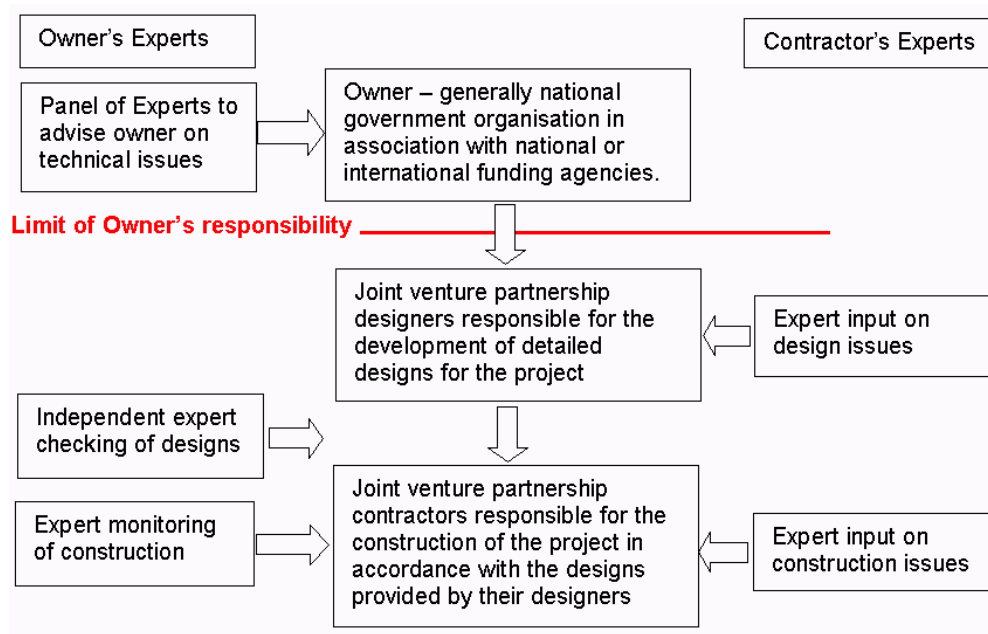 Owner's Experts
Contractor's Experts
Panel of Experts to
advise owner on
technical issues
Owner – generally national
government organisation in
association with national or
international funding agencies.
Limit of Owner's responsibility
Joint venture partnership
designers responsible for the
development of detailed
designs for the project
Expert input on
design issues
Independent expert
checking of designs
Joint venture partnership
contractors responsible for the
construction of the project in
accordance with the designs
provided by their designers
Expert monitoring
of construction
Expert input on
construction issues